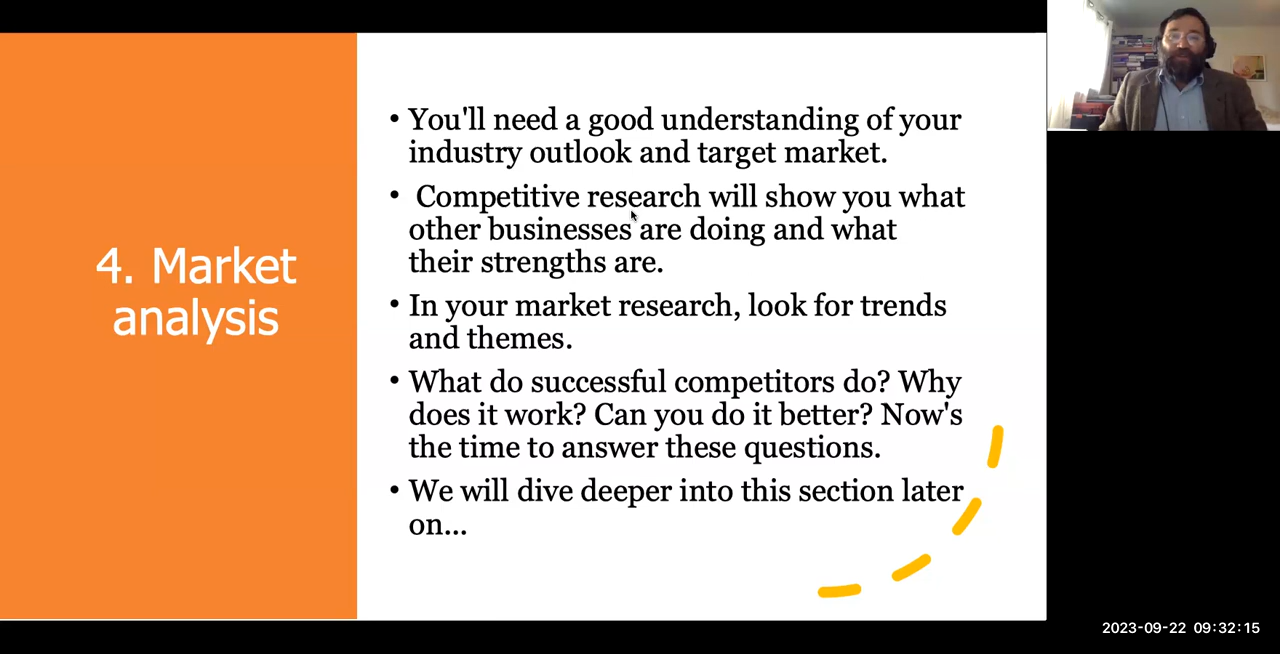 4. Market
analysis
• You'll need a good understanding of your
industry outlook and target market.
• Competitive research will show you what
other businesses are doing and what
their strengths are.
• In your market research, look for trends
and themes.
• What do successful competitors do? Why
does it work? Can you do it better? Now's
the time to answer these questions.
• We will dive deeper into this section later
on...
2023-09-22 09:32:15